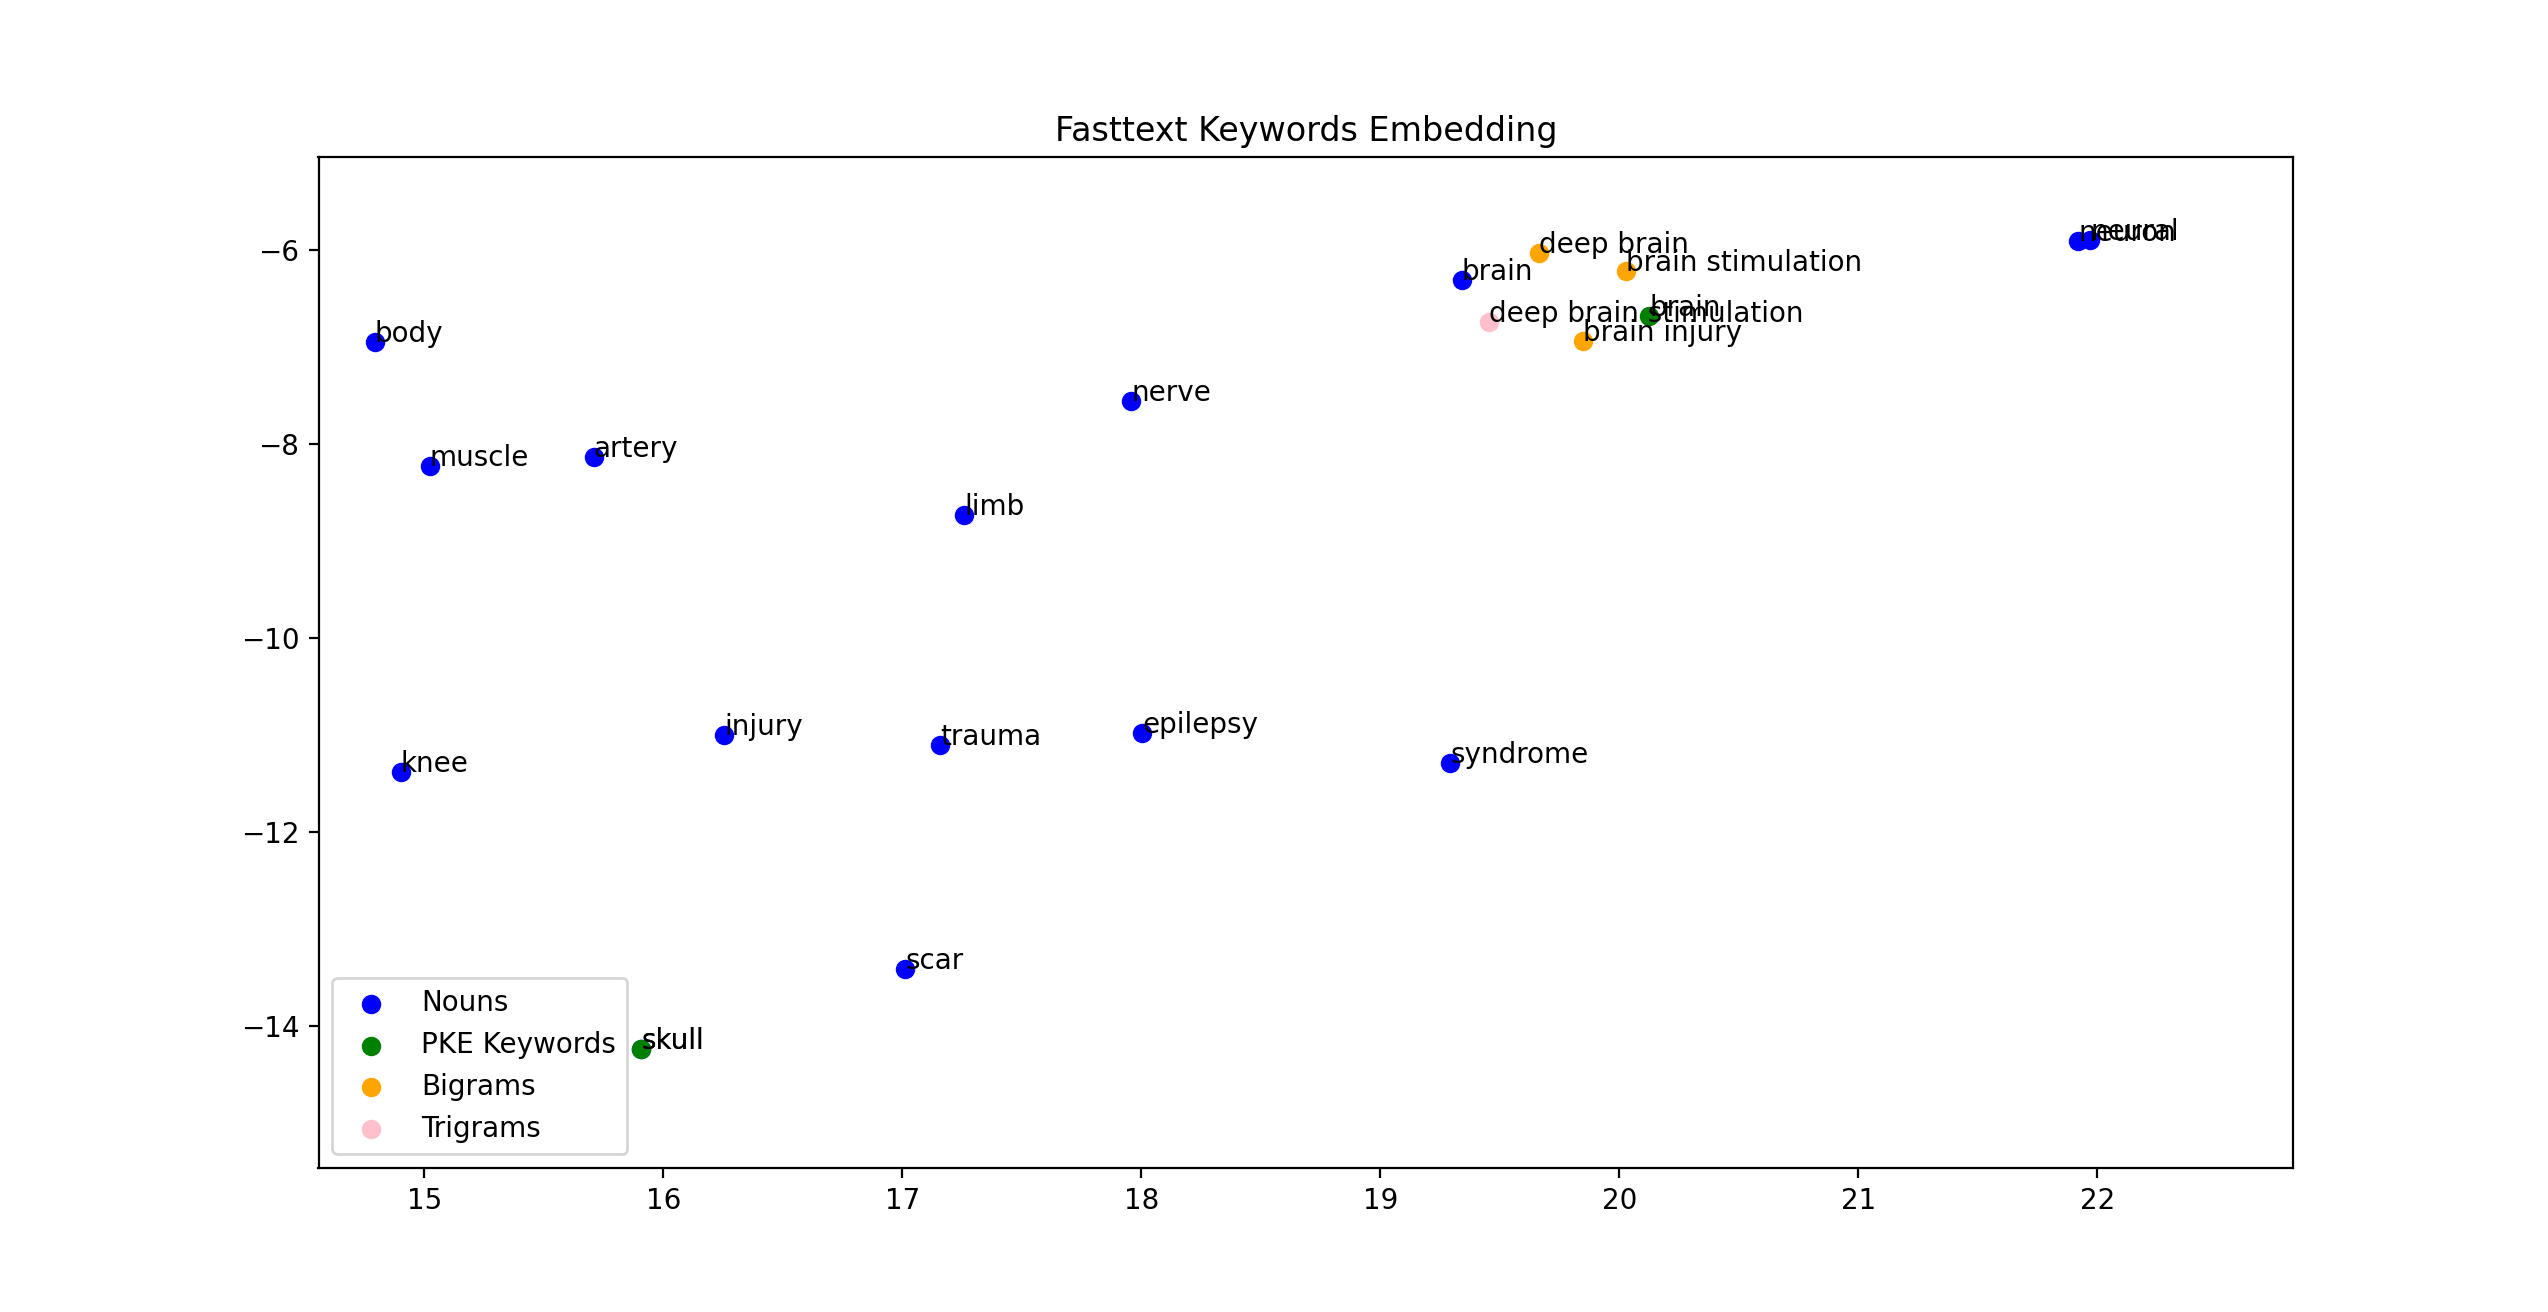 Fasttext Keywords Embedding
−6
−8
−10
−12
−14
neuron
neural
deep brain
brain stimulation
brain
brain
deep brain stimulation
brain injury
body
nerve
artery
muscle
limb
injury
epilepsy
trauma
syndrome
knee
scar
skull
Nouns
PKE Keywords
Bigrams
Trigrams
15
16
17
18
19
20
21
22